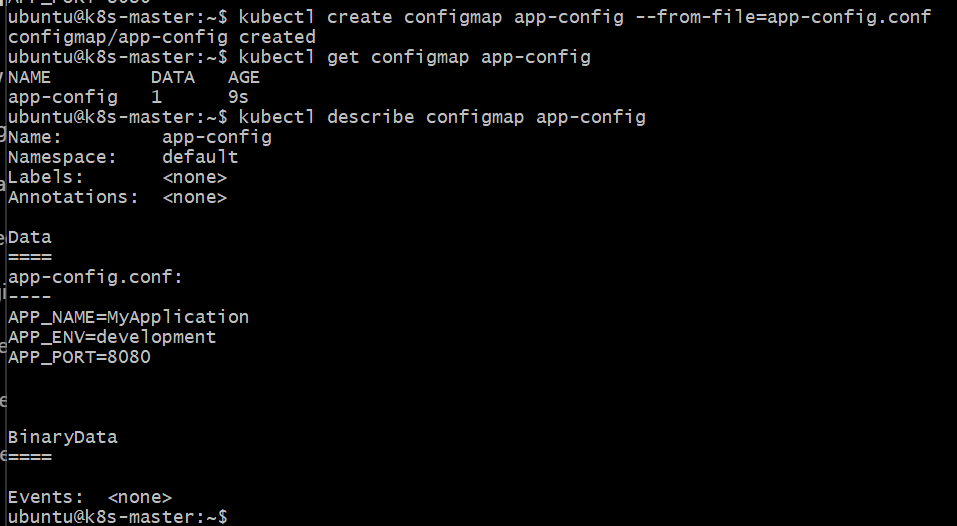 ubuntu@k8s-master:~$ kubectl create configmap app-config --from-file=app-config.conf
configmap/app-config created
ubuntu@k8s-master:~$ kubectl get configmap app-config
NAME         DATA   AGE
app-config   1      9s
ubuntu@k8s-master:~$ kubectl describe configmap app-config
Name:         app-config
Namespace:    default
Labels:       <none>
Annotations:  <none>

Data
====
app-config.conf:
----
APP_NAME=MyApplication
APP_ENV=development
APP_PORT=8080

BinaryData
====

Events:  <none>
ubuntu@k8s-master:~$